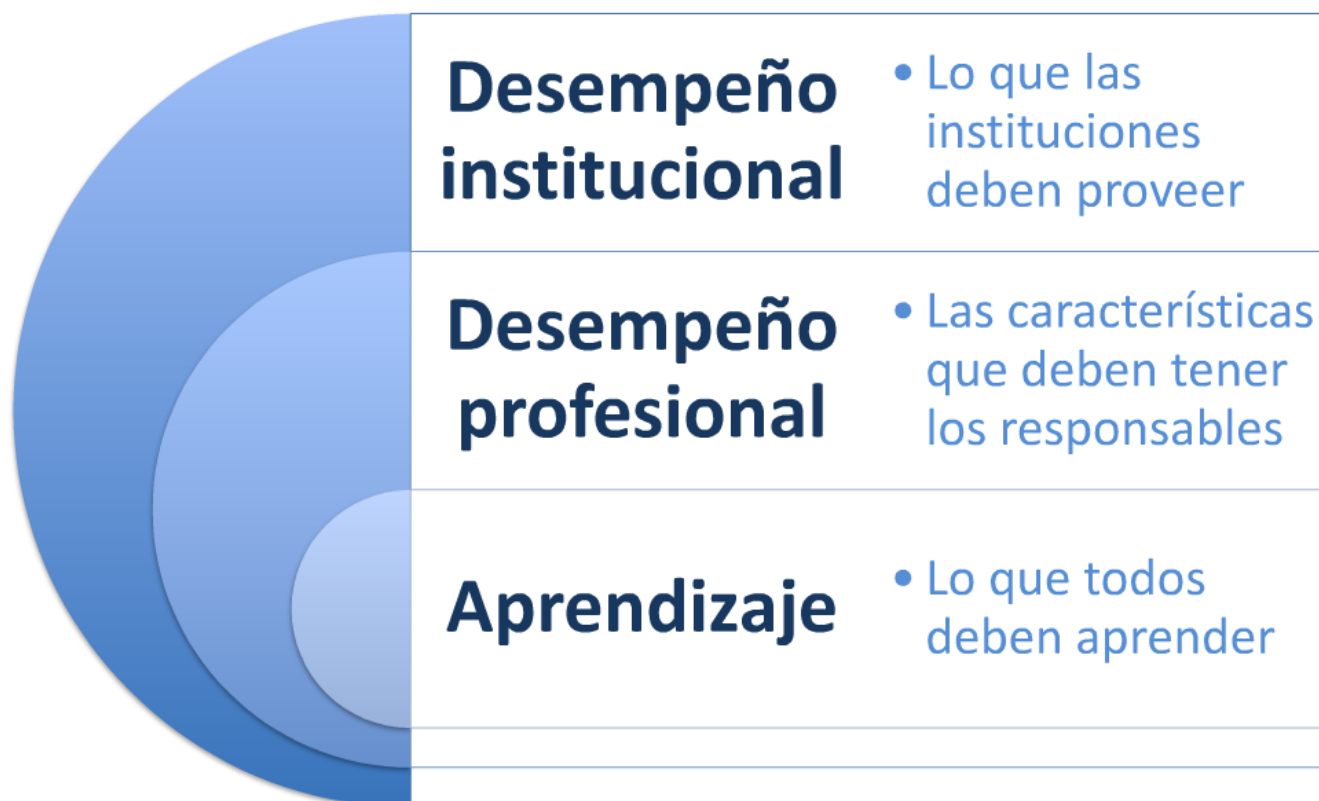 Desempeño
institucional
• Lo que las
instituciones
deben proveer
Desempeño
profesional
• Las características
que deben tener
los responsables
Aprendizaje
• Lo que todos
deben aprender